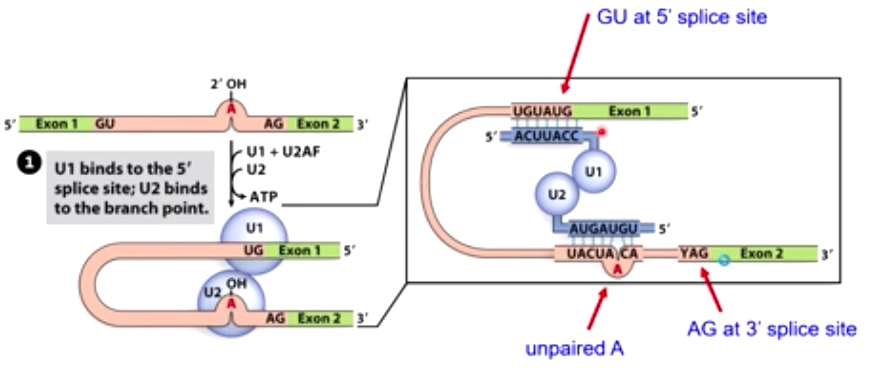 GU at 5' splice site
2' OH
A
5' Exon 1 GU AG Exon 2 3'
1
U1 binds to the 5'
splice site; U2 binds
to the branch point.
U1 + U2AF
U2
ATP
U1
UG Exon 1 5'
U2 OH
A
AG Exon 2 3'
UGUAUG Exon 1 5'
5' ACUUACC
U1
U2
AUGAUGU 5'
UACUA CA YAG Exon 2 3'
A
unpaired A
AG at 3' splice site